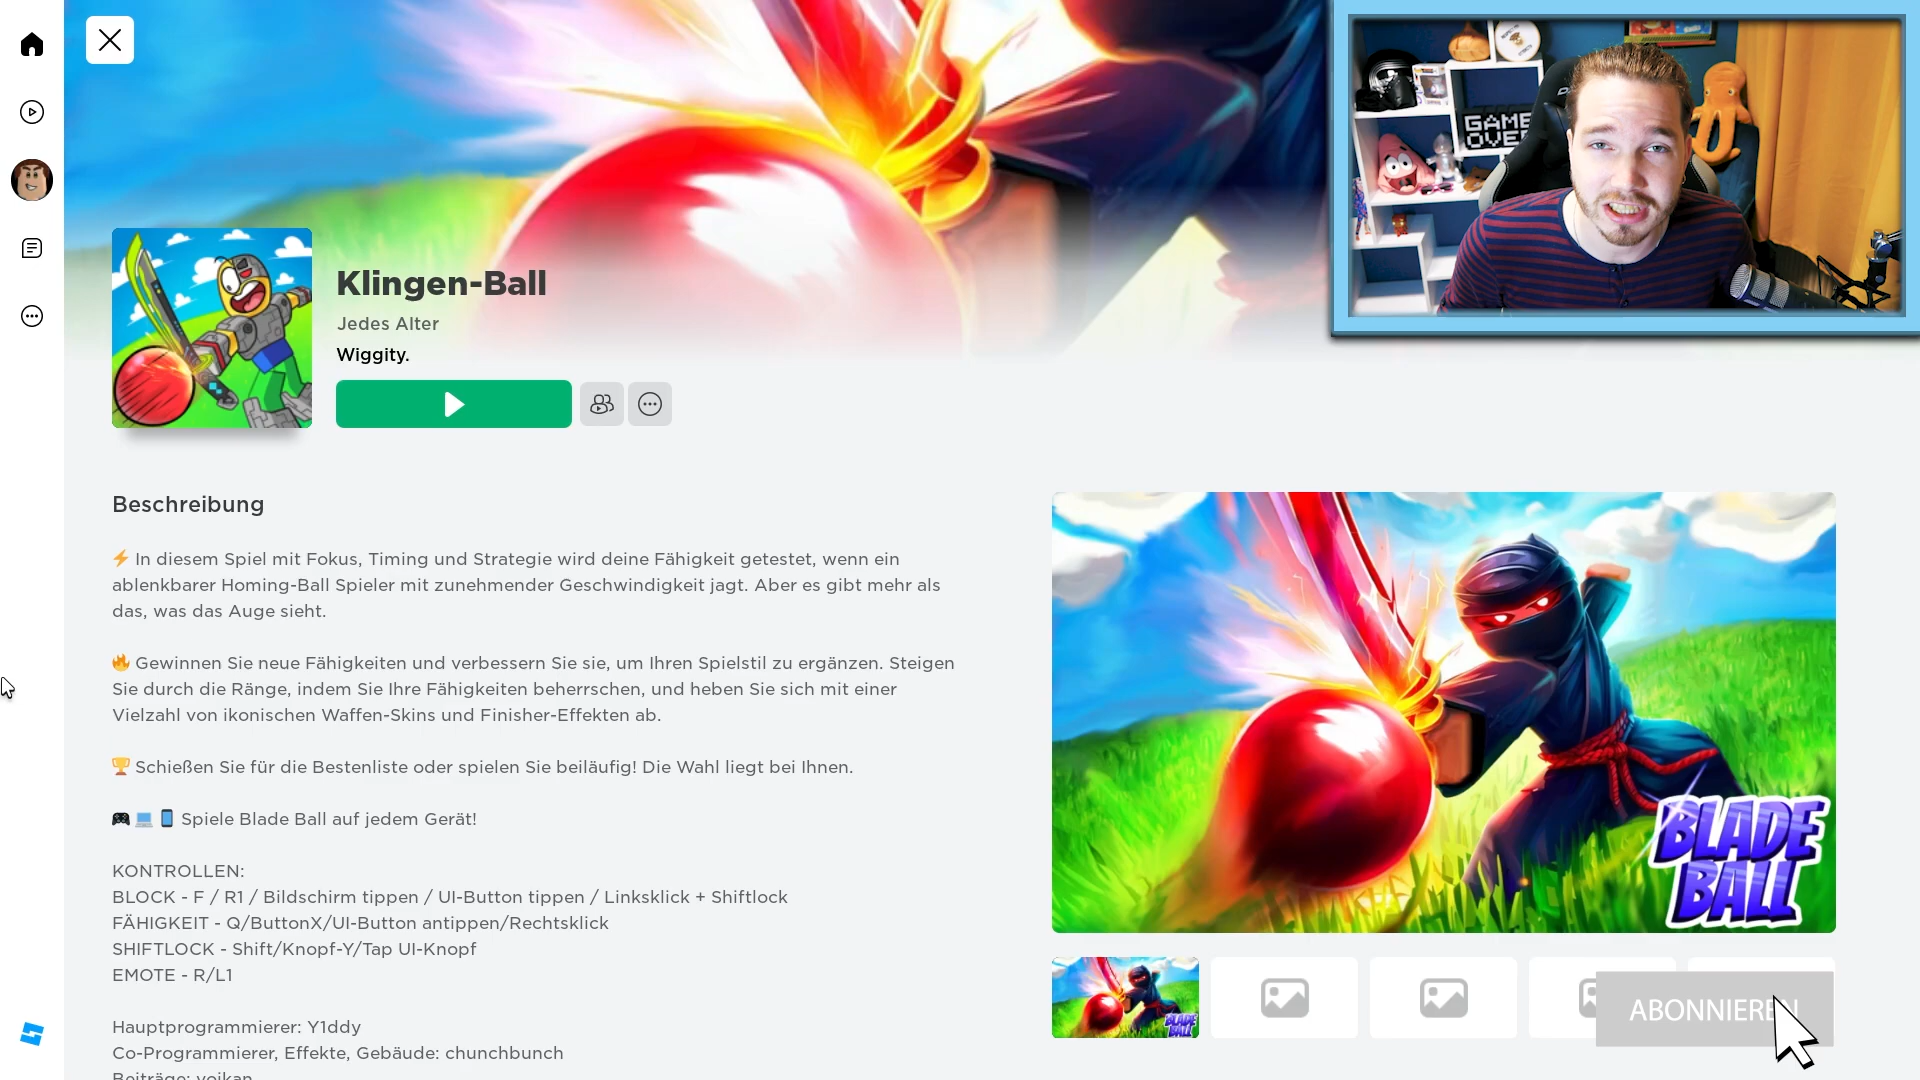 GAME
OVER
Klingen-Ball
Jedes Alter
Wiggity.
Beschreibung
⚡ In diesem Spiel mit Fokus, Timing und Strategie wird deine Fähigkeit getestet, wenn ein
ablenkbarer Homing-Ball Spieler mit zunehmender Geschwindigkeit jagt. Aber es gibt mehr als
das, was das Auge sieht.
🔥 Gewinnen Sie neue Fähigkeiten und verbessern Sie sie, um Ihren Spielstil zu ergänzen. Steigen
Sie durch die Ränge, indem Sie Ihre Fähigkeiten beherrschen, und heben Sie sich mit einer
Vielzahl von ikonischen Waffen-Skins und Finisher-Effekten ab.
🏆 Schießen Sie für die Bestenliste oder spielen Sie beiläufig! Die Wahl liegt bei Ihnen.
🎮 💻 📱 Spiele Blade Ball auf jedem Gerät!
KONTROLLEN:
BLOCK - F / R1 / Bildschirm tippen / UI-Button tippen / Linksklick + Shiftlock
FÄHIGKEIT - Q/ButtonX/UI-Button antippen/Rechtsklick
SHIFTLOCK - Shift/Knopf-Y/Tap UI-Knopf
EMOTE - R/L1
Hauptprogrammierer: Y1ddy
Co-Programmierer, Effekte, Gebäude: chunchbunch
Beiträge: voikan
BLADE
BALL
BLADE
BALL
ABONNIEREN